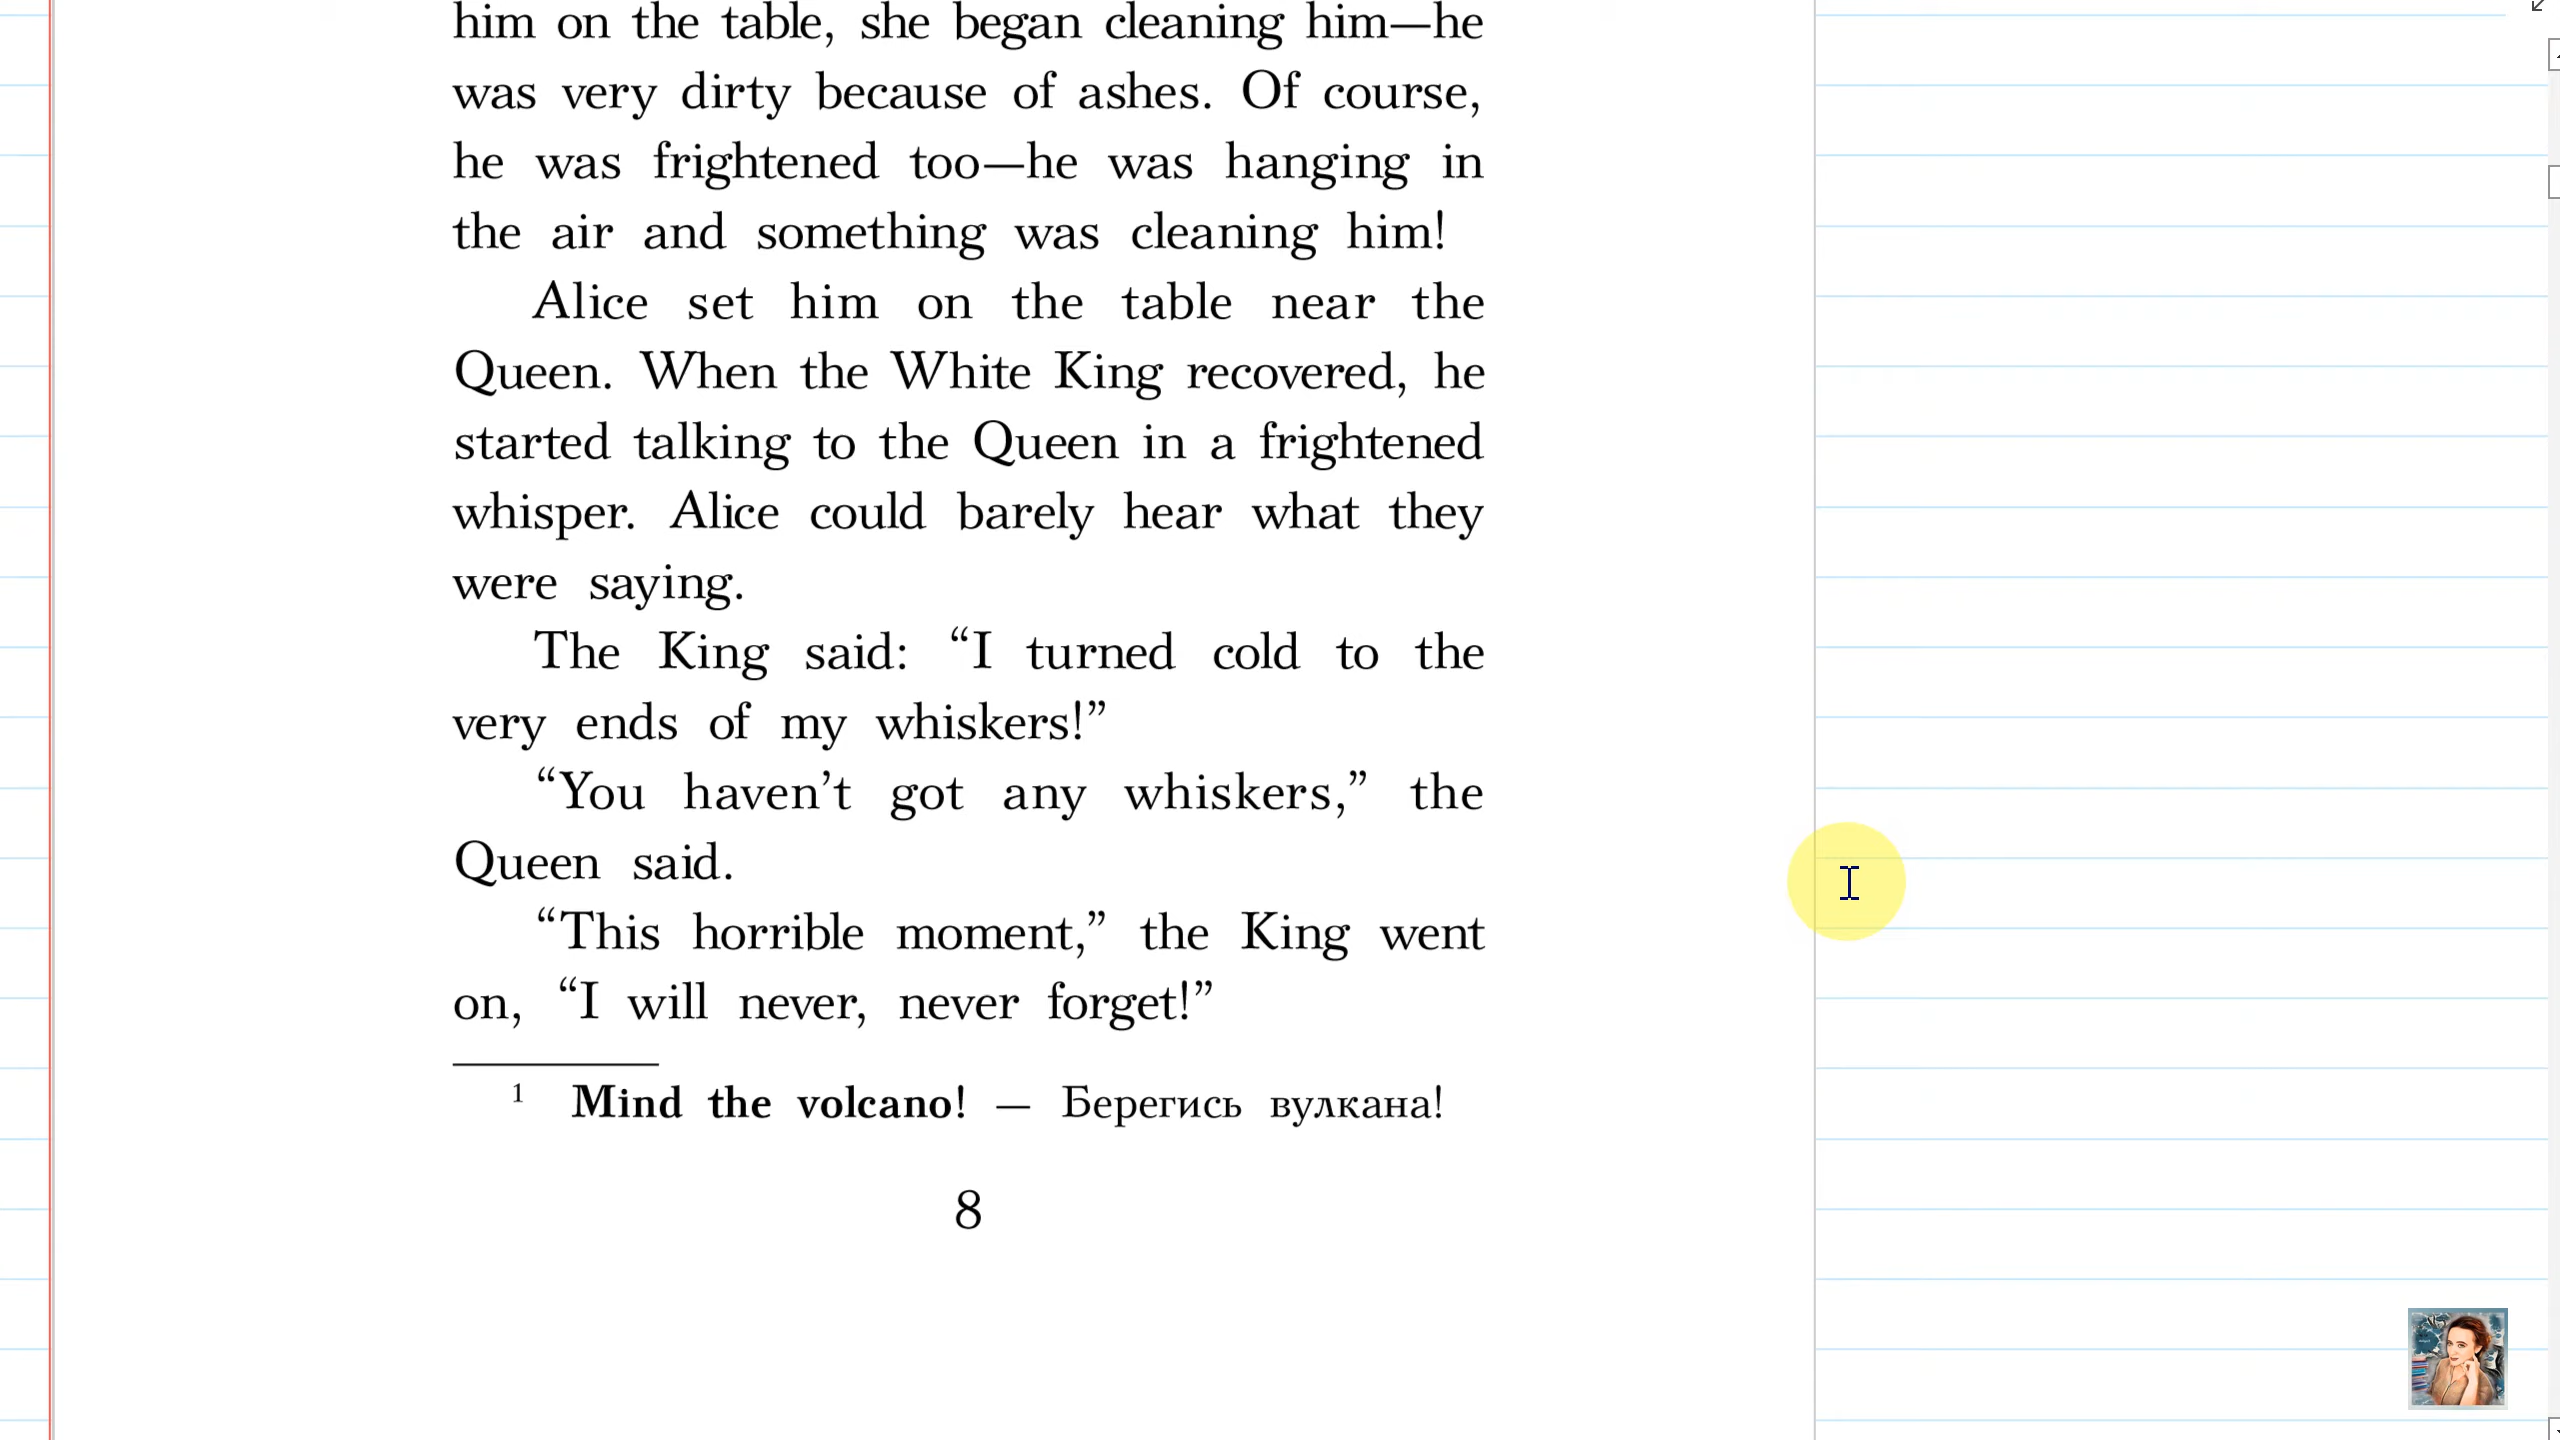 him on the table, she began cleaning him—he
was very dirty because of ashes. Of course,
he was frightened too—he was hanging in
the air and something was cleaning him!
Alice set him on the table near the
Queen. When the White King recovered, he
started talking to the Queen in a frightened
whisper. Alice could barely hear what they
were saying.
The King said: “I turned cold to the
very ends of my whiskers!”
“You haven’t got any whiskers,” the
Queen said.
“This horrible moment,” the King went
on, “I will never, never forget!”
1 Mind the volcano! — Берегись вулкана!
8